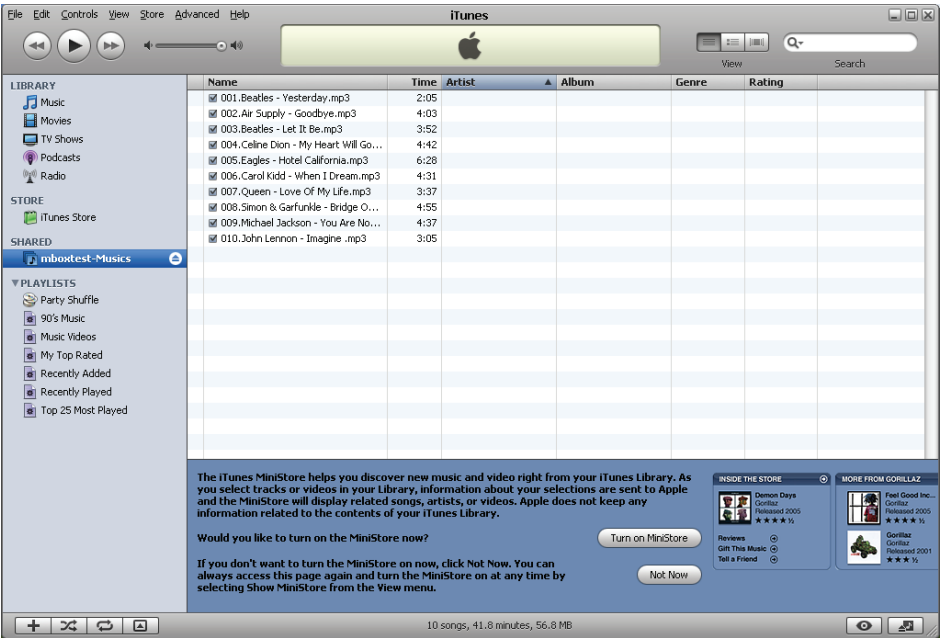 File Edit Controls View Store Advanced Help
iTunes
View
Search
LIBRARY
Music
Movies
TV Shows
Podcasts
Radio
STORE
iTunes Store
SHARED
mboxtest-Musics
PLAYLISTS
Party Shuffle
90's Music
Music Videos
My Top Rated
Recently Added
Recently Played
Top 25 Most Played
Name Time Artist Album Genre Rating
001.Beatles - Yesterday.mp3 2:05
002.Air Supply - Goodbye.mp3 4:03
003.Beatles - Let It Be.mp3 3:52
004.Celine Dion - My Heart Will Go... 4:42
005.Eagles - Hotel California.mp3 6:28
006.Carol Kidd - When I Dream.mp3 4:31
007.Queen - Love Of My Life.mp3 3:37
008.Simon & Garfunkle - Bridge O... 4:55
009.Michael Jackson - You Are No... 4:37
010.John Lennon - Imagine .mp3 3:05
The iTunes MiniStore helps you discover new music and video right from your iTunes Library. As
you select tracks or videos in your Library, information about your selections are sent to Apple
and the MiniStore will display related songs, artists, or videos. Apple does not keep any
information related to the contents of your iTunes Library.
Would you like to turn on the MiniStore now?
Turn on MiniStore
If you don't want to turn the MiniStore on now, click Not Now. You can
always access this page again and turn the MiniStore on at any time by
selecting Show MiniStore from the View menu.
Not Now
INSIDE THE STORE
Demon Days
Gorillaz
Released 2005
Reviews
Gift This Music
Tell a Friend
MORE FROM GORILLAZ
Feel Good Inc...
Gorillaz
Released 2005
Gorillaz
Gorillaz
Released 2001
10 songs, 41.8 minutes, 56.8 MB